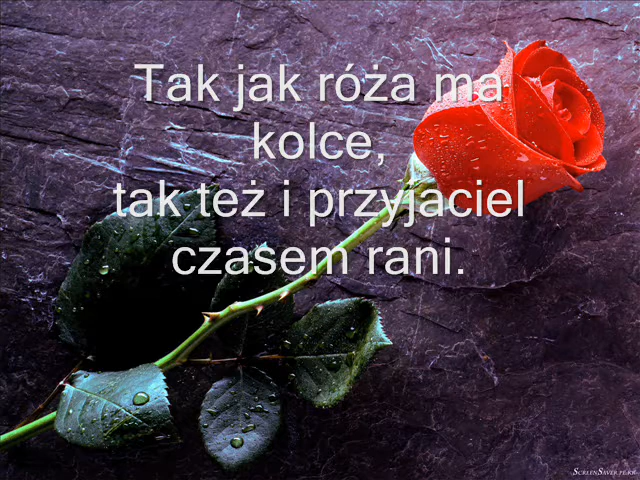 Tak jak róża ma
kolce,
tak też i przyjaciel
czasem rani.